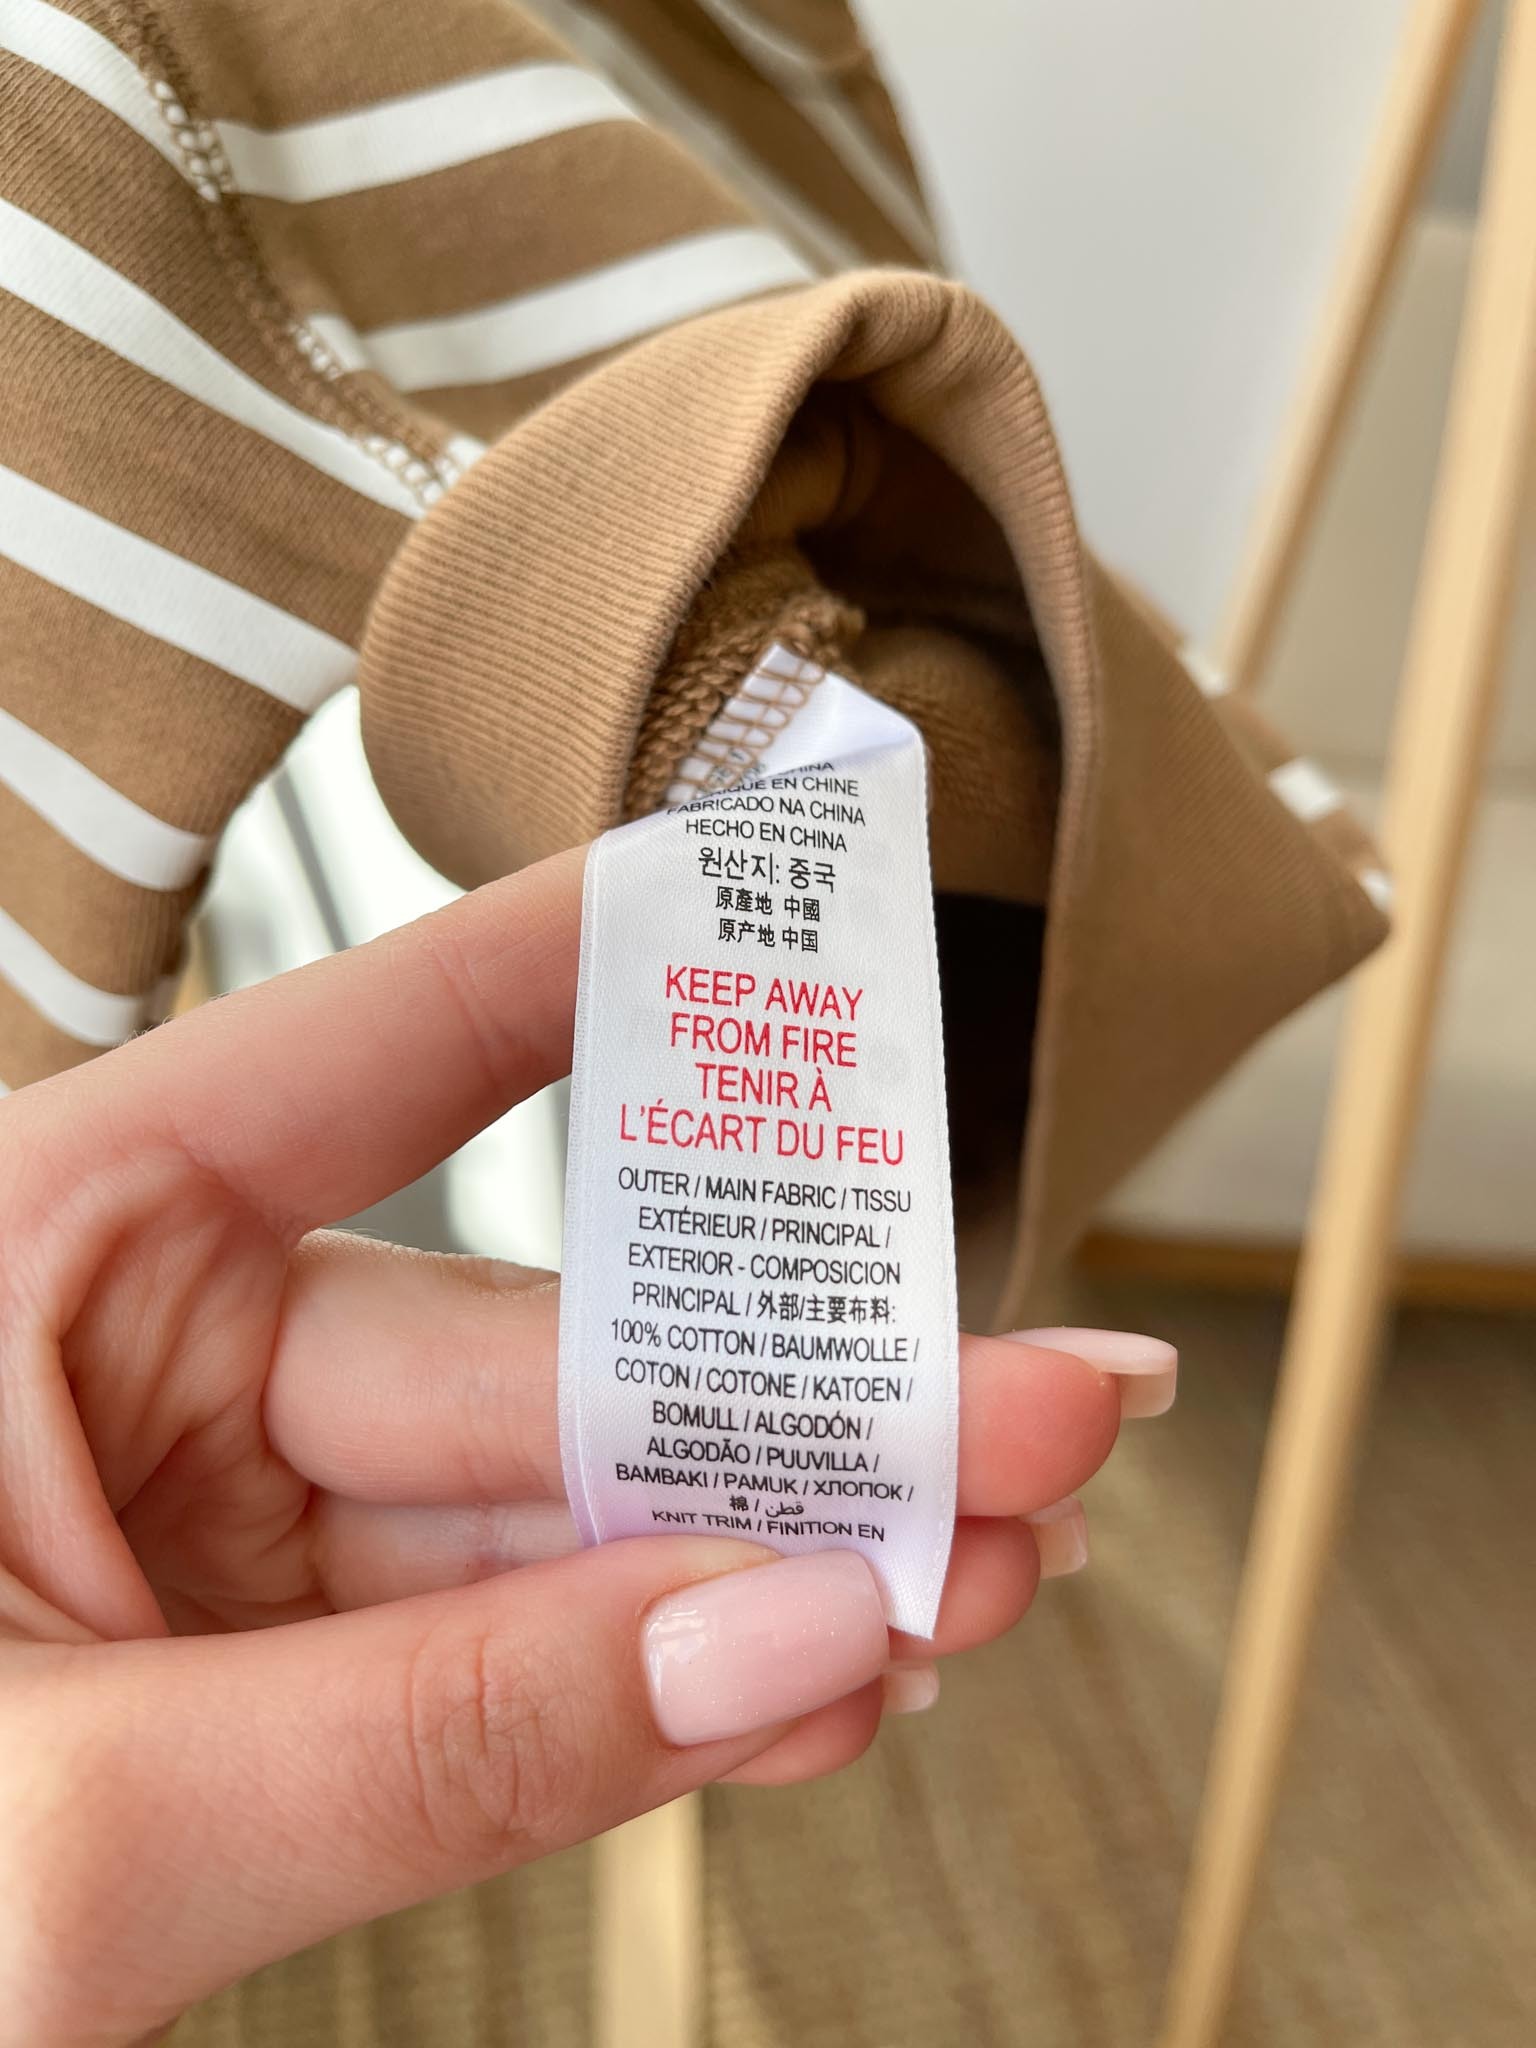 CHINA
EN CHINE
FABRICADO NA CHINA
HECHO EN CHINA
원산지: 중국
原產地 中國
原产地 中国
KEEP AWAY
FROM FIRE
TENIR À
L'ÉCART DU FEU
OUTER / MAIN FABRIC / TISSU
EXTÉRIEUR / PRINCIPAL /
EXTERIOR - COMPOSICION
PRINCIPAL / 外部/主要布料:
100% COTTON / BAUMWOLLE /
COTON / COTONE / KATOEN /
BOMULL / ALGODÓN /
ALGODÃO / PUUVILLA /
BAMBAKI / PAMUK / ХЛОПОК /
棉 / قطن
KNIT TRIM / FINITION EN